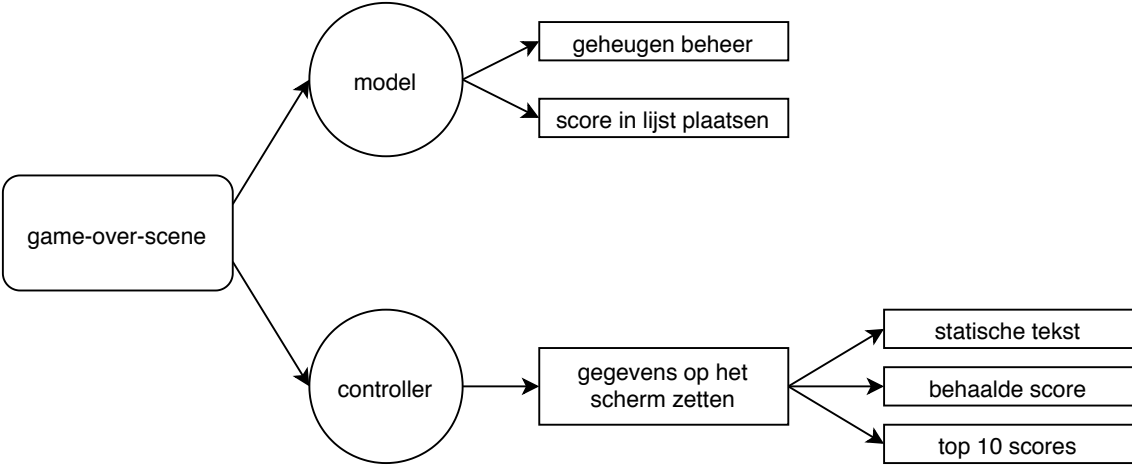 geheugen beheer
model
score in lijst plaatsen
game-over-scene
statische tekst
gegevens op het
scherm zetten
controller
behaalde score
top 10 scores